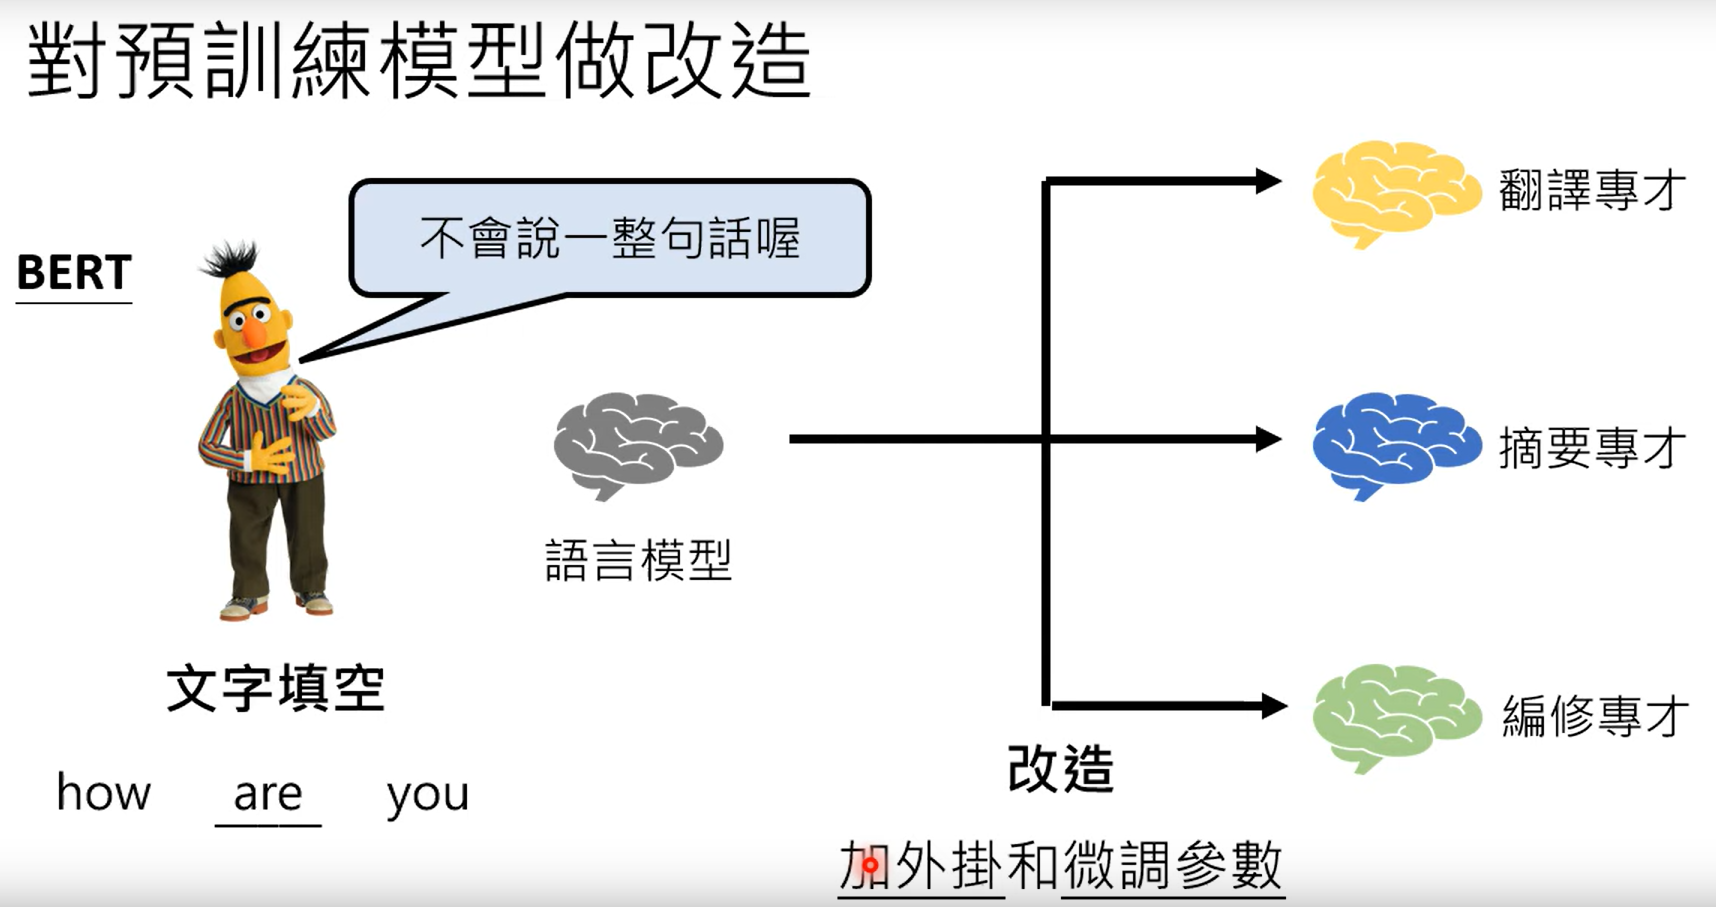 對預訓練模型做改造
不會說一整句話喔
BERT
翻譯專才
摘要專才
語言模型
文字填空
編修專才
改造
how are you
加外掛和微調參數